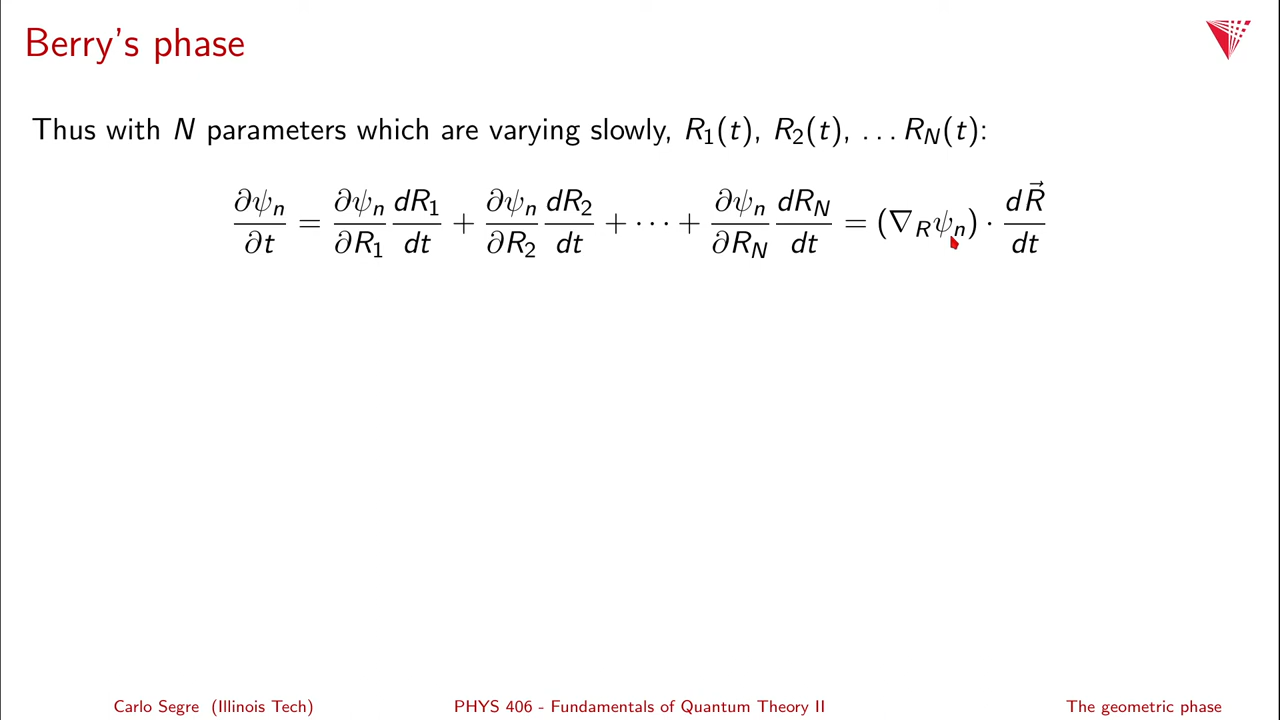 Berry's phase
Thus with N parameters which are varying slowly, R₁(t), R₂(t), … R_N(t):
∂ψₙ/∂t = ∂ψₙ/∂R₁ dR₁/dt + ∂ψₙ/∂R₂ dR₂/dt + ⋯ + ∂ψₙ/∂R_N dR_N/dt = (∇_R ψₙ) · dR⃗/dt
Carlo Segre (Illinois Tech) PHYS 406 - Fundamentals of Quantum Theory II The geometric phase